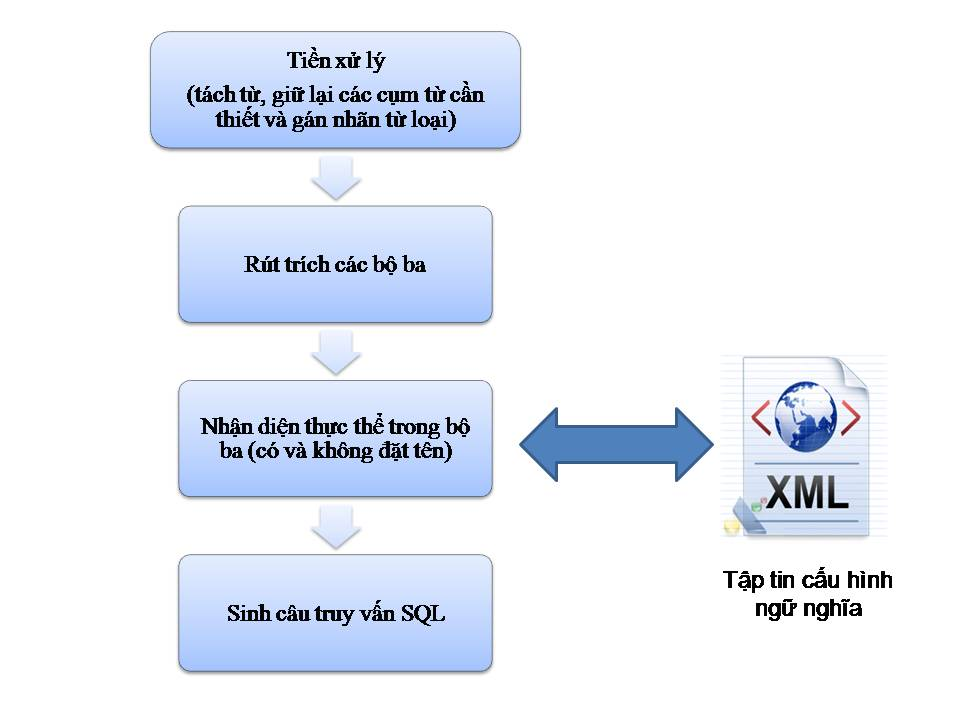 Tiền xử lý
(tách từ, giữ lại các cụm từ cần
thiết và gán nhãn từ loại)
Rút trích các bộ ba
Nhận diện thực thể trong bộ
ba (có và không đặt tên)
XML
Tập tin cấu hình
ngữ nghĩa
Sinh câu truy vấn SQL